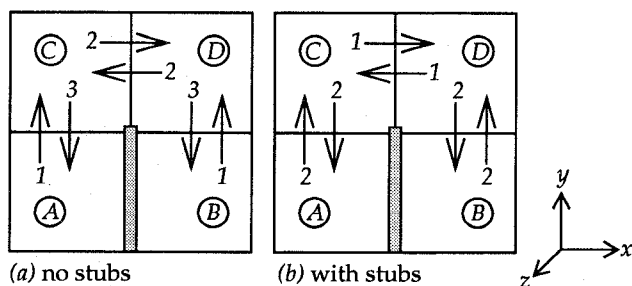 C 2 D C 1 D
2 1
3 3 2 2
1 1 2 2
A B A B
y
x
z
(a) no stubs (b) with stubs